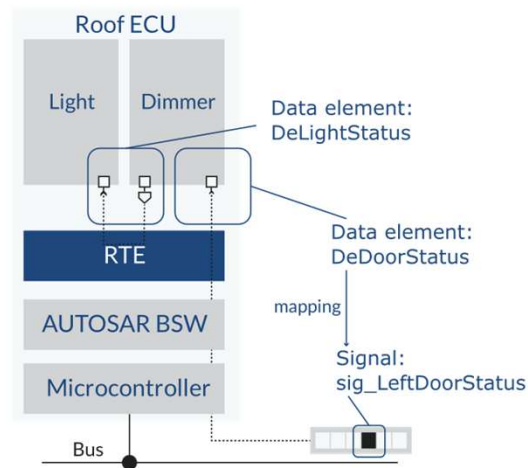 Roof ECU
Light
Dimmer
Data element:
DeLightStatus
RTE
Data element:
DeDoorStatus
AUTOSAR BSW
mapping
Microcontroller
Signal:
sig_LeftDoorStatus
Bus